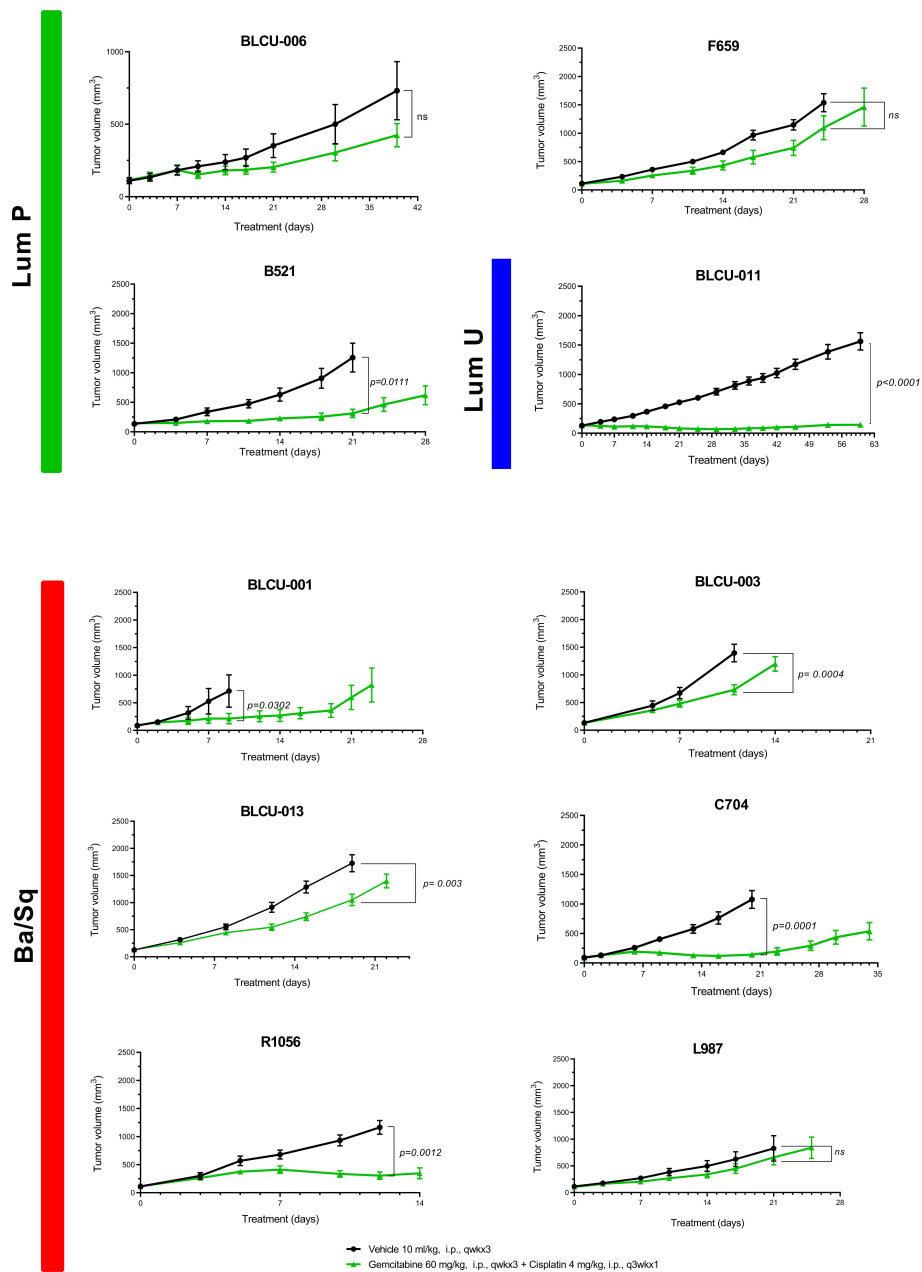 Lum P
BLCU-006
Tumor volume (mm³)
1000
500
0
0 7 14 21 28 35 42
Treatment (days)
ns
F659
Tumor volume (mm³)
2500
2000
1500
1000
500
0
0 7 14 21 28
Treatment (days)
ns
B521
Tumor volume (mm³)
2500
2000
1500
1000
500
0
0 7 14 21 28
Treatment (days)
p=0.0111
Lum U
BLCU-011
Tumor volume (mm³)
2500
2000
1500
1000
500
0
0 7 14 21 28 35 42 49 56 63
Treatment (days)
p<0.0001
Ba/Sq
BLCU-001
Tumor volume (mm³)
2500
2000
1500
1000
500
0
0 7 14 21 28
Treatment (days)
p=0.0302
BLCU-003
Tumor volume (mm³)
2500
2000
1500
1000
500
0
0 7 14 21
Treatment (days)
p= 0.0004
BLCU-013
Tumor volume (mm³)
2500
2000
1500
1000
500
0
0 7 14 21
Treatment (days)
p= 0.003
C704
Tumor volume (mm³)
2500
2000
1500
1000
500
0
0 7 14 21 28 35
Treatment (days)
p=0.0001
R1056
Tumor volume (mm³)
2500
2000
1500
1000
500
0
0 7 14
Treatment (days)
p=0.0012
L987
Tumor volume (mm³)
2500
2000
1500
1000
500
0
0 7 14 21 28
Treatment (days)
ns
Vehicle 10 ml/kg, i.p., qwkx3
Gemcitabine 60 mg/kg, i.p., qwkx3 + Cisplatin 4 mg/kg, i.p., q3wkx1